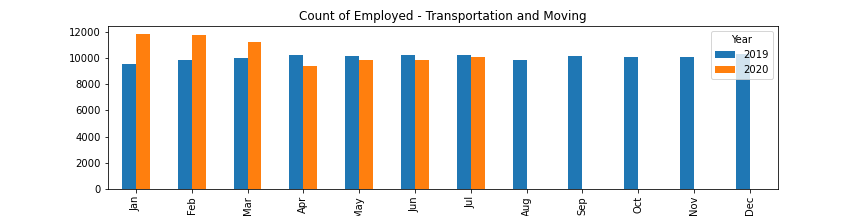 Count of Employed - Transportation and Moving
12000
10000
8000
6000
4000
2000
0
Year
2019
2020
Jan
Feb
Mar
Apr
May
Jun
Jul
Aug
Sep
Oct
Nov
Dec